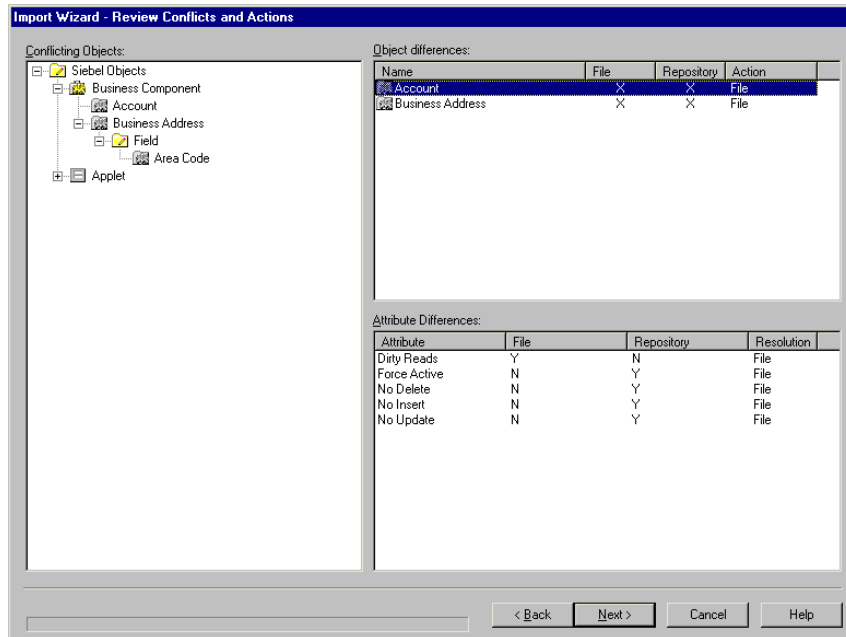 Import Wizard - Review Conflicts and Actions
Conflicting Objects:
Siebel Objects
Business Component
Account
Business Address
Field
Area Code
Applet
Object differences:
Name File Repository Action
Account X X File
Business Address X X File
Attribute Differences:
Attribute File Repository Resolution
Dirty Reads Y N File
Force Active N Y File
No Delete N Y File
No Insert N Y File
No Update N Y File
< Back Next > Cancel Help